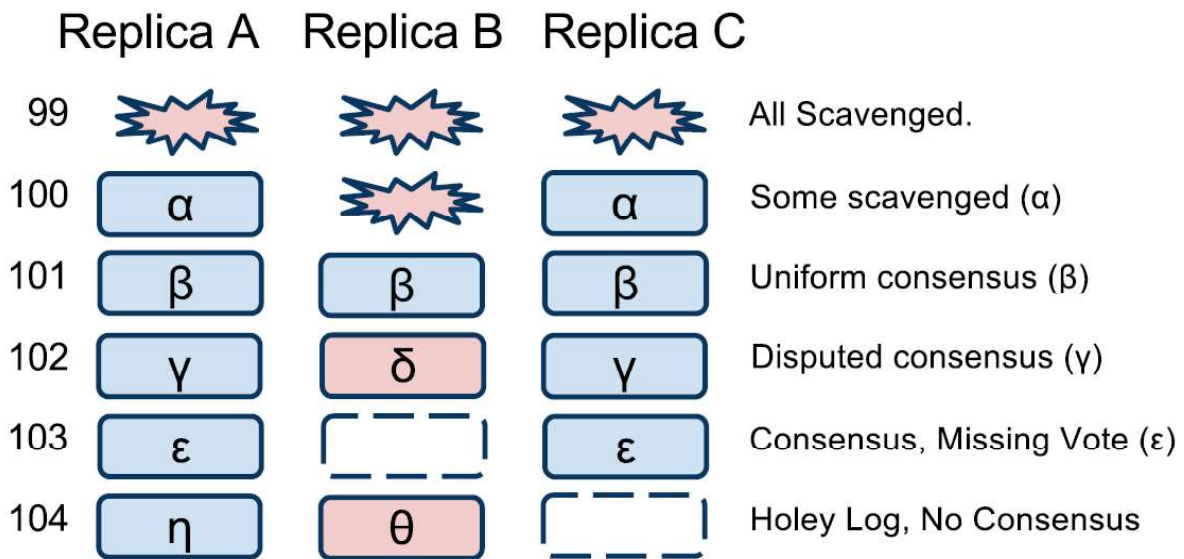 Replica A Replica B Replica C
99 All Scavenged.
100 α α Some scavenged (α)
101 β β β Uniform consensus (β)
102 γ δ γ Disputed consensus (γ)
103 ε ε Consensus, Missing Vote (ε)
104 η θ Holey Log, No Consensus